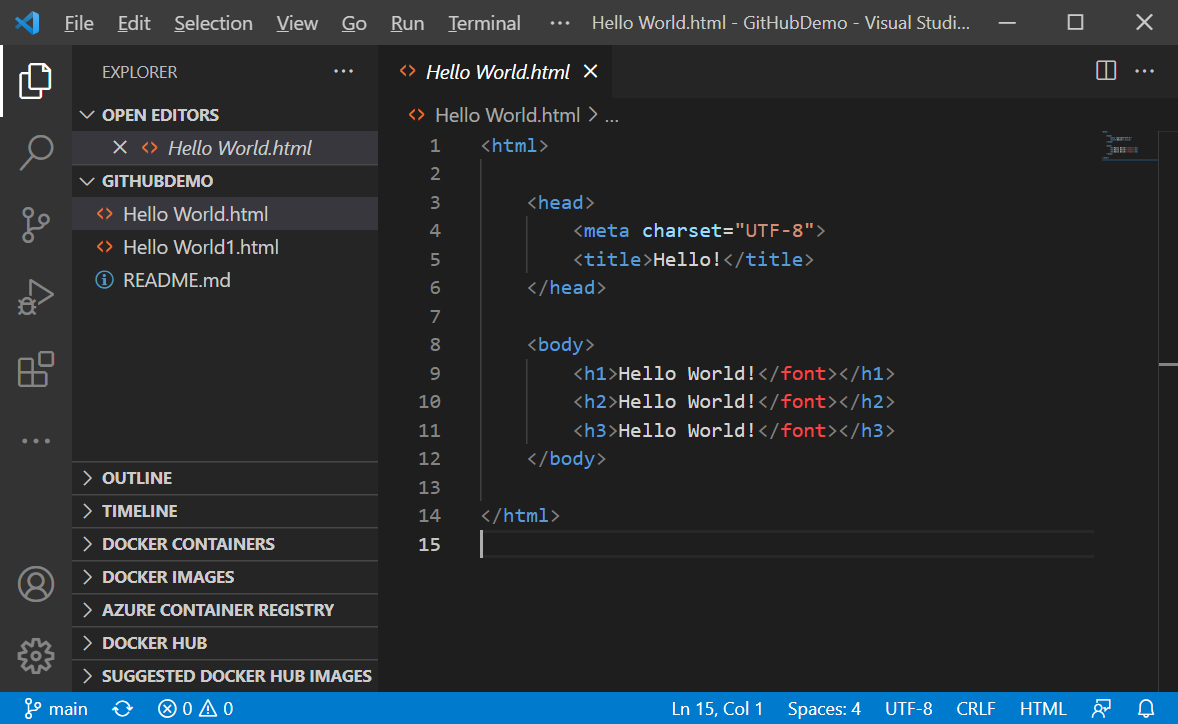 File Edit Selection View Go Run Terminal ··· Hello World.html - GitHubDemo - Visual Studi...
EXPLORER ···
OPEN EDITORS
Hello World.html
GITHUBDEMO
Hello World.html
Hello World1.html
README.md
OUTLINE
TIMELINE
DOCKER CONTAINERS
DOCKER IMAGES
AZURE CONTAINER REGISTRY
DOCKER HUB
SUGGESTED DOCKER HUB IMAGES
Hello World.html
Hello World.html > ...
1 <html>
2
3 <head>
4 <meta charset="UTF-8">
5 <title>Hello!</title>
6 </head>
7
8 <body>
9 <h1>Hello World!</font></h1>
10 <h2>Hello World!</font></h2>
11 <h3>Hello World!</font></h3>
12 </body>
13
14 </html>
15
main 0 0 Ln 15, Col 1 Spaces: 4 UTF-8 CRLF HTML